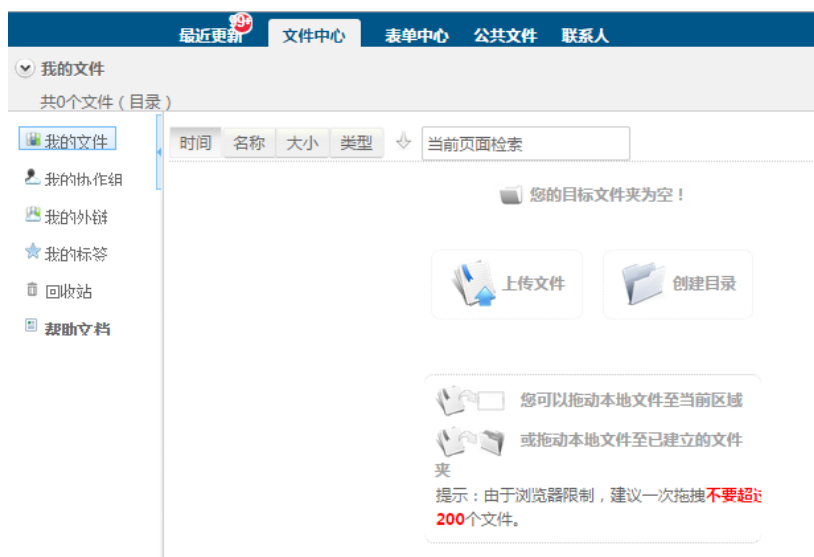 最近更新 99+ 文件中心 表单中心 公共文件 联系人
我的文件
共0个文件（目录）
我的文件
我的协作组
我的外链
我的标签
回收站
帮助文档
时间 名称 大小 类型 当前页面检索
您的目标文件夹为空！
上传文件 创建目录
您可以拖动本地文件至当前区域
或拖动本地文件至已建立的文件
夹
提示：由于浏览器限制，建议一次拖拽不要超过
200个文件。